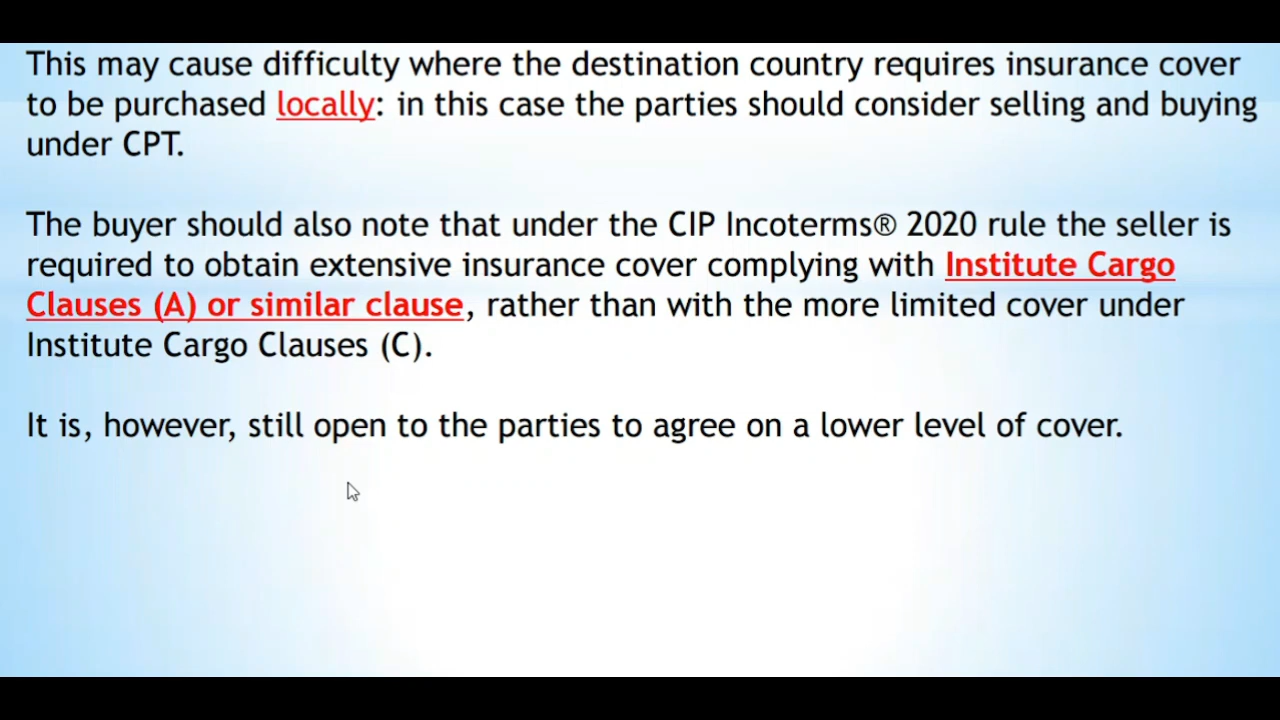 This may cause difficulty where the destination country requires insurance cover
to be purchased locally: in this case the parties should consider selling and buying
under CPT.
The buyer should also note that under the CIP Incoterms® 2020 rule the seller is
required to obtain extensive insurance cover complying with Institute Cargo
Clauses (A) or similar clause, rather than with the more limited cover under
Institute Cargo Clauses (C).
It is, however, still open to the parties to agree on a lower level of cover.